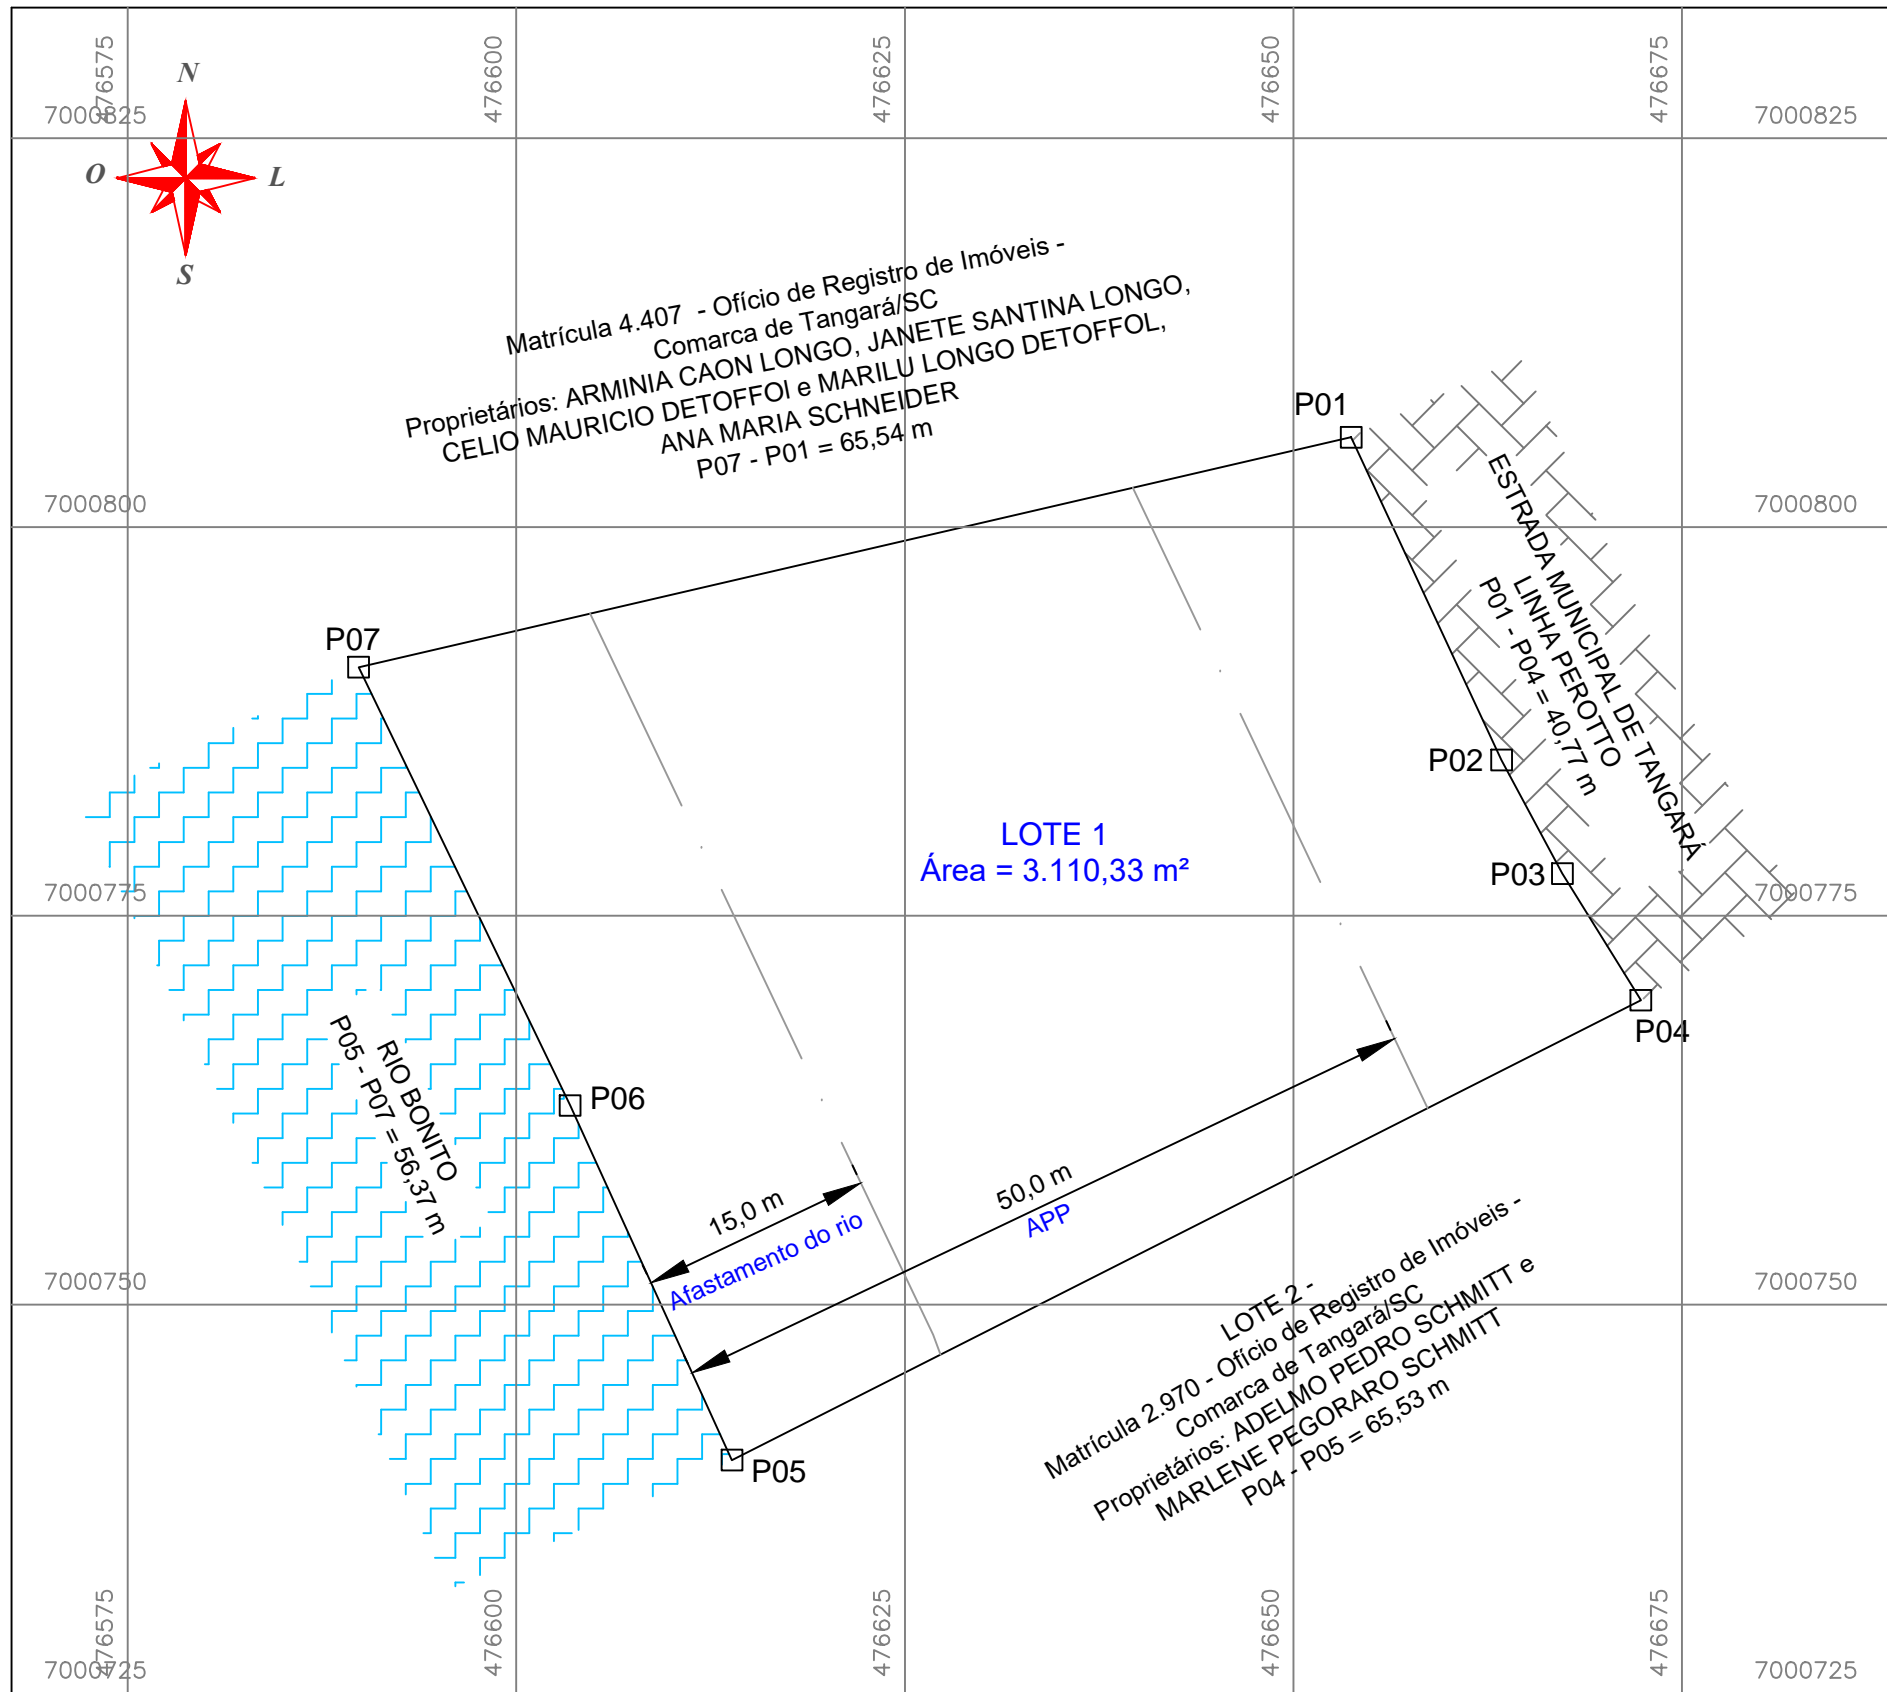 476575
476600
476625
476650
476675
N
7000825
7000825
O
L
S
Matrícula 4.407 - Ofício de Registro de Imóveis -
Comarca de Tangará/SC
Proprietários: ARMINIA CAON LONGO, JANETE SANTINA LONGO,
CELIO MAURICIO DETOFFOl e MARILU LONGO DETOFFOL,
ANA MARIA SCHNEIDER
P07 - P01 = 65,54 m
P01
7000800
7000800
ESTRADA MUNICIPAL DE TANGARÁ
LINHA PEROTTO
P01 - P04 = 40,77 m
P07
P02
LOTE 1
Área = 3.110,33 m²
P03
7000775
7000775
P04
RIO BONITO
P05 - P07 = 56,37 m
P06
15,0 m
Afastamento do rio
50,0 m
APP
7000750
7000750
LOTE 2 -
Matrícula 2.970 - Ofício de Registro de Imóveis -
Comarca de Tangará/SC
Proprietários: ADELMO PEDRO SCHMITT e
MARLENE PEGORARO SCHMITT
P04 - P05 = 65,53 m
P05
476575
476600
476625
476650
476675
7000725
7000725